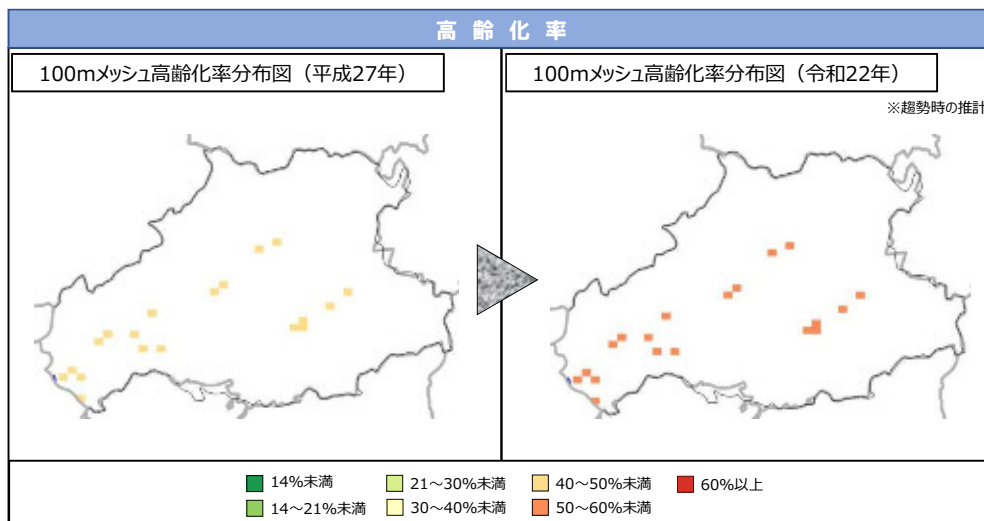 高齢化率
100mメッシュ高齢化率分布図（平成27年）
100mメッシュ高齢化率分布図（令和22年）
※趨勢時の推計
14%未満
21～30%未満
40～50%未満
60%以上
14～21%未満
30～40%未満
50～60%未満